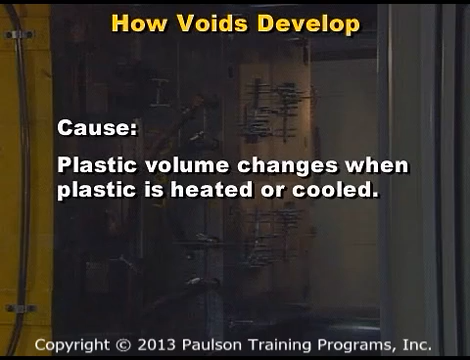 How Voids Develop
Cause:
Plastic volume changes when
plastic is heated or cooled.
Copyright © 2013 Paulson Training Programs, Inc.